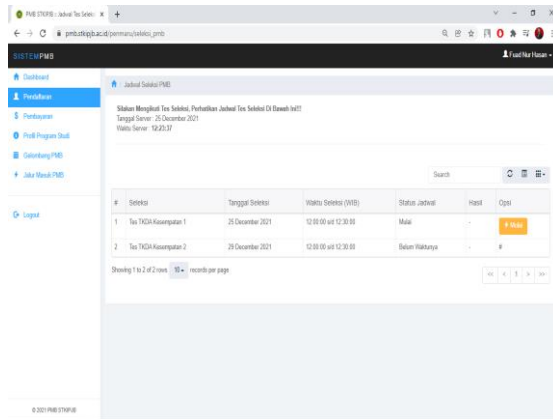 PMB STKIPJB :: Jadwal Tes Seleksi
pmb.stkipjb.ac.id/permaru/seleksi_pmb
SISTEMPMB
Fuad Nur Hasan
Dashboard
Pendaftaran
Pembayaran
Profil Program Studi
Gelombang PMB
Jalur Masuk PMB
Logout
© 2021 PMB STKIPJB
Jadwal Seleksi PMB
Silakan Mengikuti Tes Seleksi, Perhatikan Jadwal Tes Seleksi Di Bawah Ini!!!
Tanggal Server : 25 December 2021
Waktu Server : 12:23:37
Search
# Seleksi Tanggal Seleksi Waktu Seleksi (WIB) Status Jadwal Hasil Opsi
1 Tes TKDA Kesempatan 1 25 December 2021 12:00:00 s/d 12:30:00 Mulai - Mulai
2 Tes TKDA Kesempatan 2 29 December 2021 12:00:00 s/d 12:30:00 Belum Waktunya - #
Showing 1 to 2 of 2 rows 10 records per page
‹‹ ‹ 1 › ››